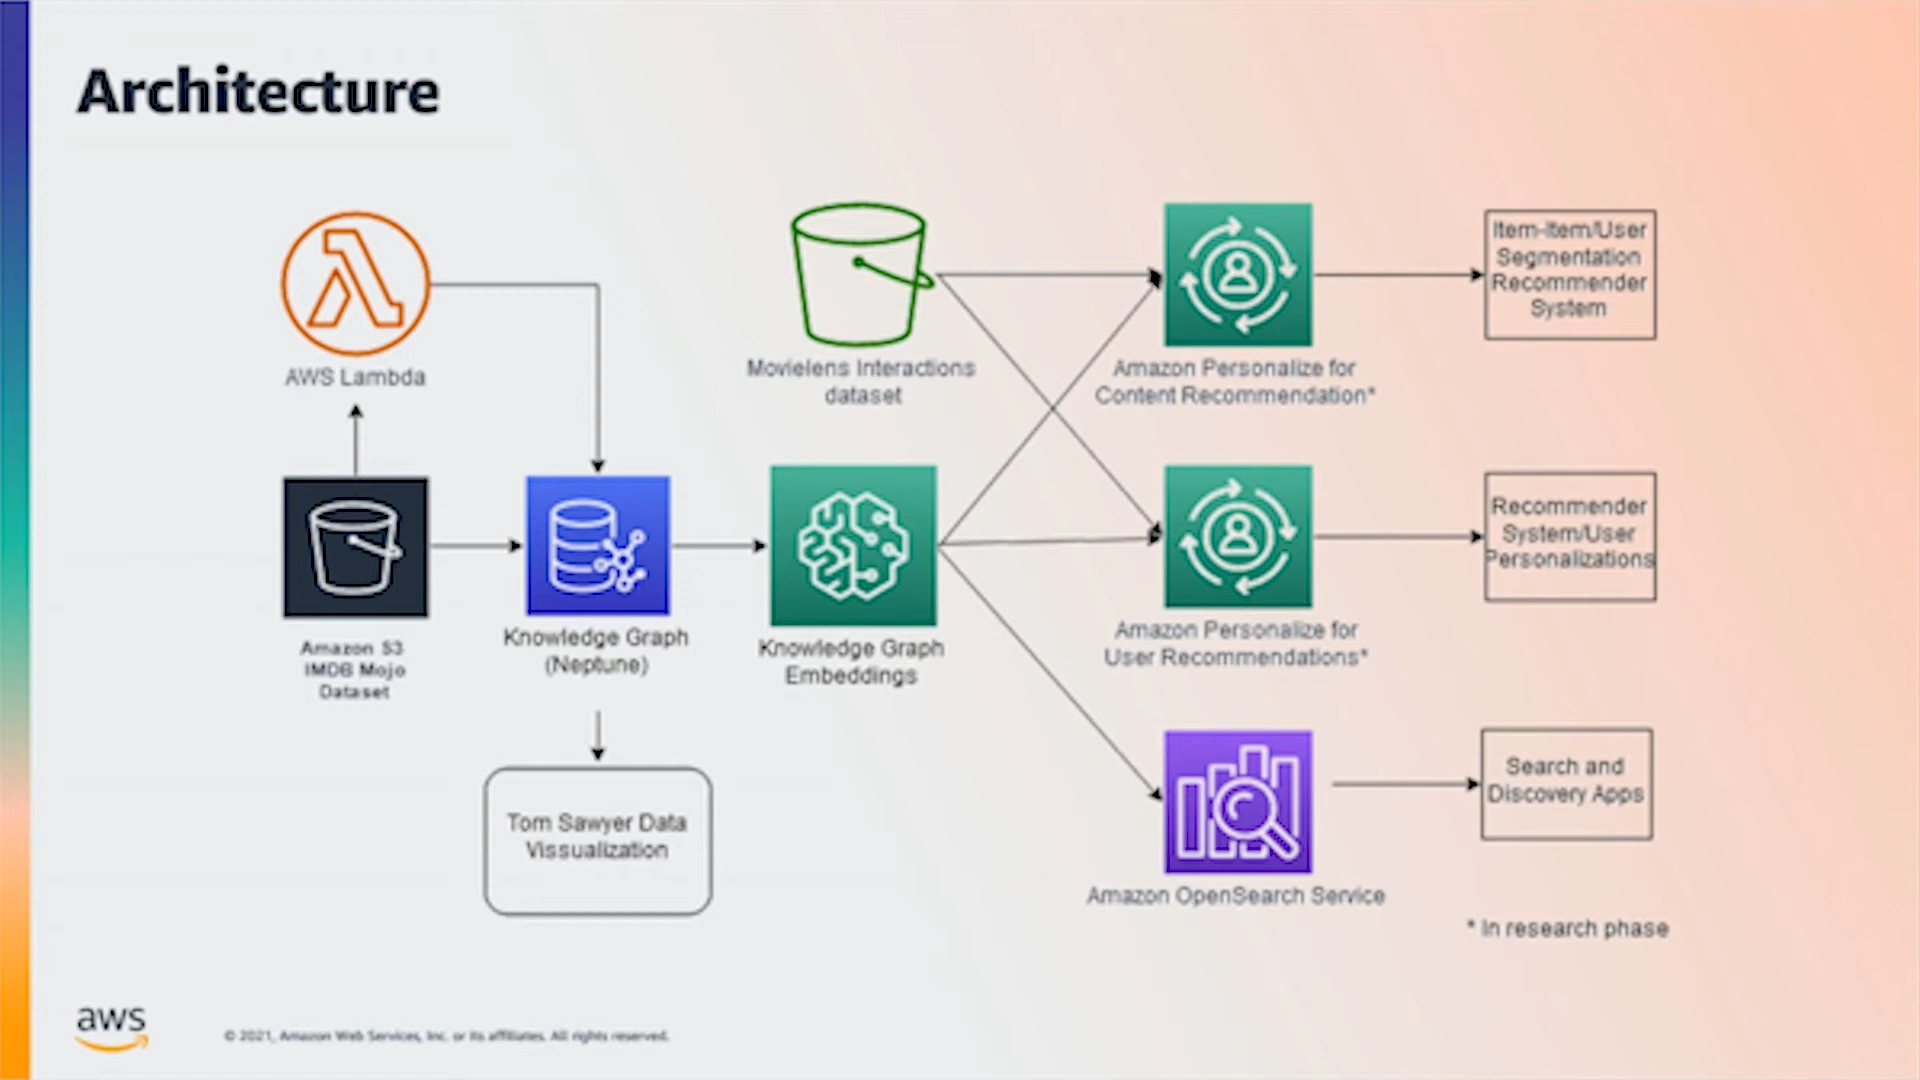 Architecture
AWS Lambda
Movielens Interactions
dataset
Amazon Personalize for
Content Recommendation*
Item-Item/User
Segmentation
Recommender
System
Amazon S3
IMDB Mojo
Dataset
Knowledge Graph
(Neptune)
Knowledge Graph
Embeddings
Amazon Personalize for
User Recommendations*
Recommender
System/User
Personalizations
Tom Sawyer Data
Vissualization
Amazon OpenSearch Service
Search and
Discovery Apps
* In research phase
aws
© 2021, Amazon Web Services, Inc. or its affiliates. All rights reserved.